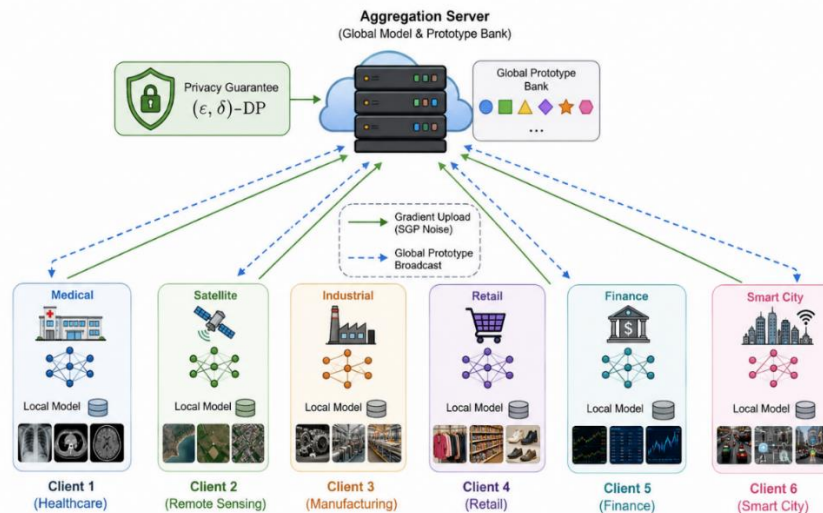 Aggregation Server
(Global Model & Prototype Bank)
Privacy Guarantee
(ε, δ)-DP
Global Prototype
Bank
...
Gradient Upload
(SGP Noise)
Global Prototype
Broadcast
Medical
Satellite
Industrial
Retail
Finance
Smart City
$
Local Model
Local Model
Local Model
Local Model
Local Model
Local Model
Client 1
(Healthcare)
Client 2
(Remote Sensing)
Client 3
(Manufacturing)
Client 4
(Retail)
Client 5
(Finance)
Client 6
(Smart City)